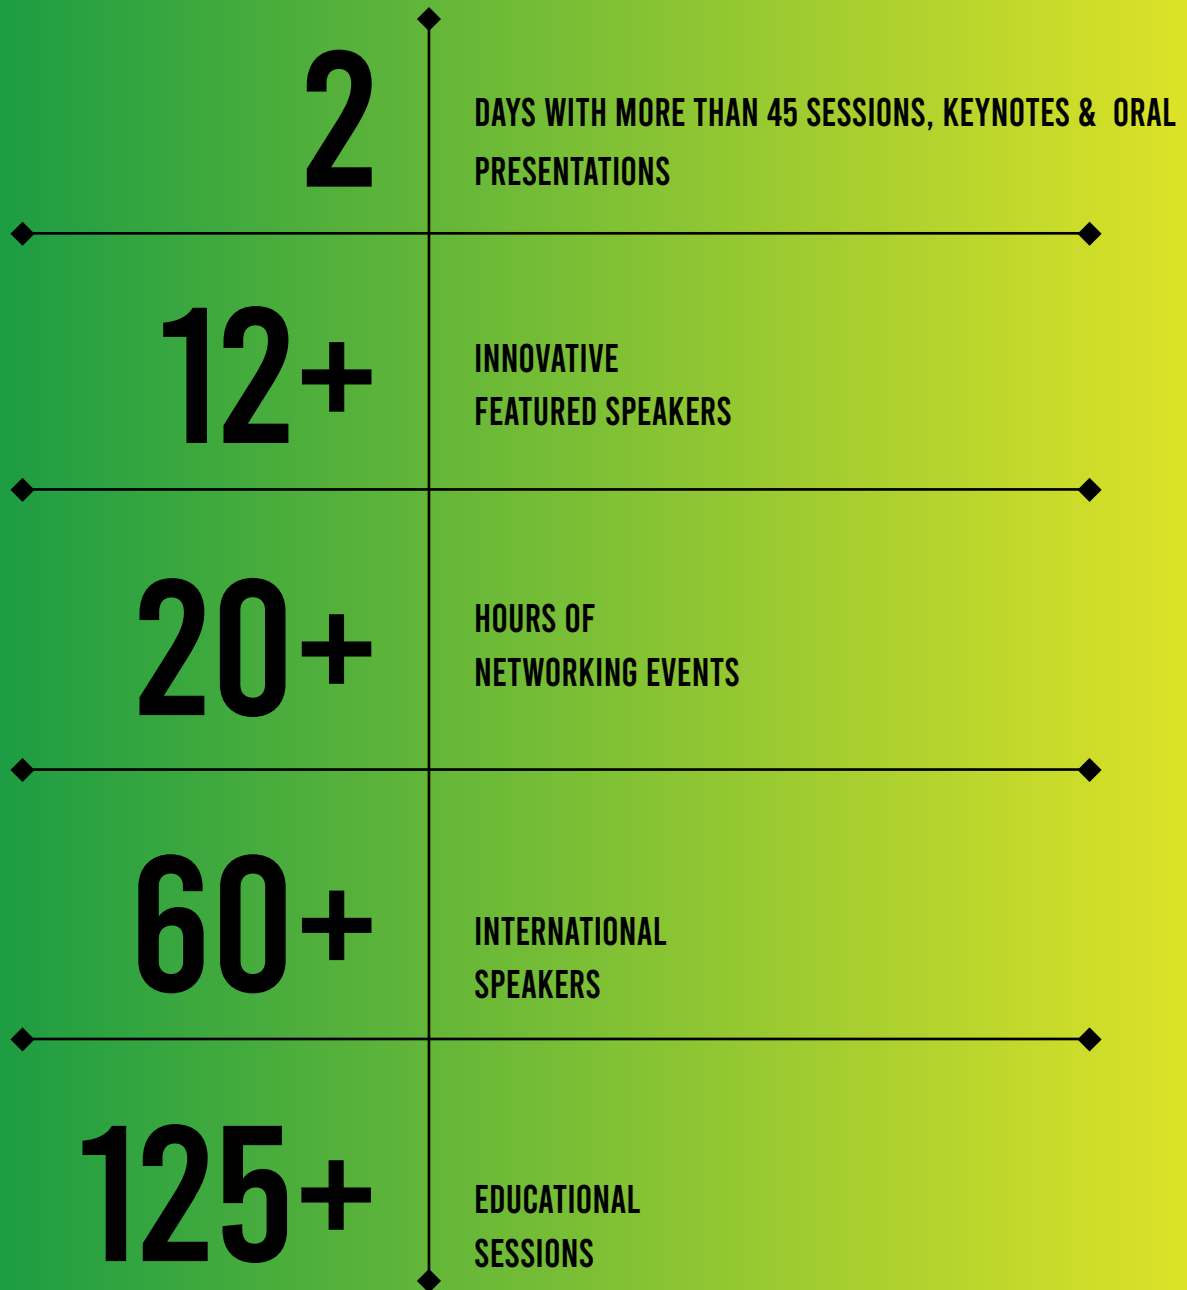 2
DAYS WITH MORE THAN 45 SESSIONS, KEYNOTES & ORAL
PRESENTATIONS
12+
INNOVATIVE
FEATURED SPEAKERS
20+
HOURS OF
NETWORKING EVENTS
60+
INTERNATIONAL
SPEAKERS
125+
EDUCATIONAL
SESSIONS